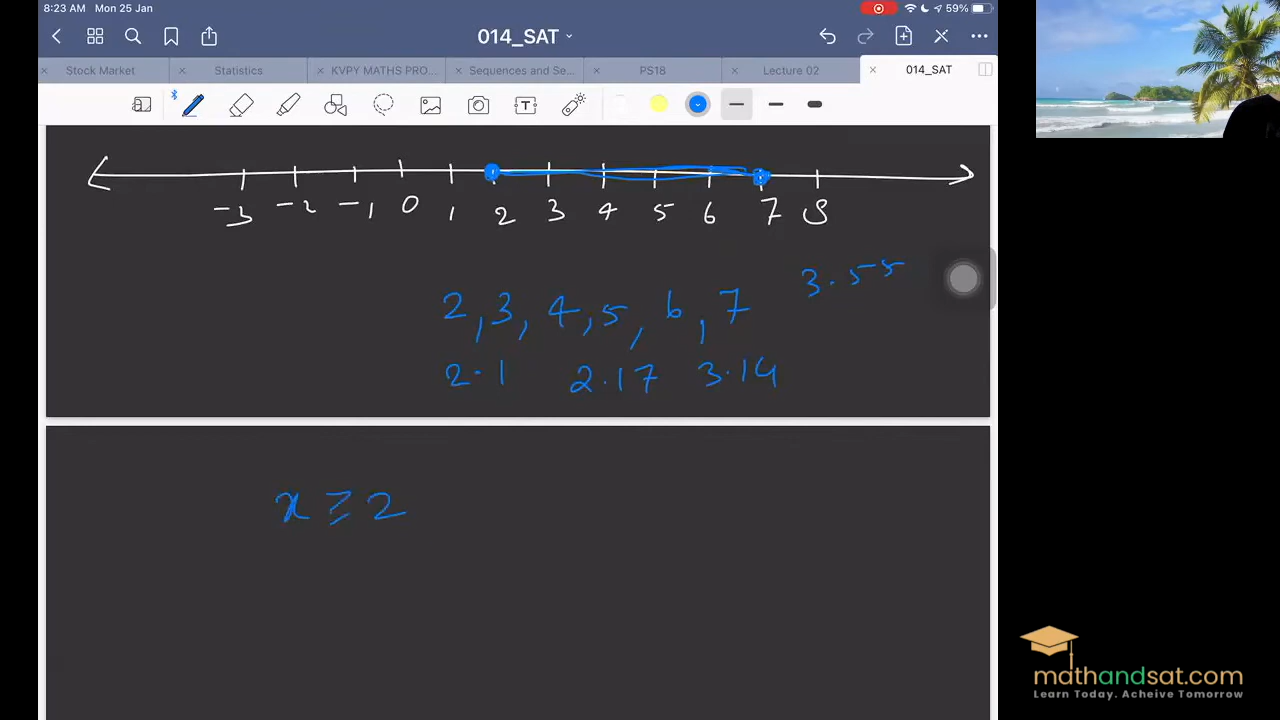 8:23 AM Mon 25 Jan
59%
014_SAT
Stock Market
Statistics
KVPY MATHS PRO...
Sequences and Se...
PS18
Lecture 02
014_SAT
-3 -2 -1 0 1 2 3 4 5 6 7 8
3.55
2, 3, 4, 5, 6, 7
2.1 2.17 3.14
x ≥ 2
mathandsat.com
Learn Today. Acheive Tomorrow